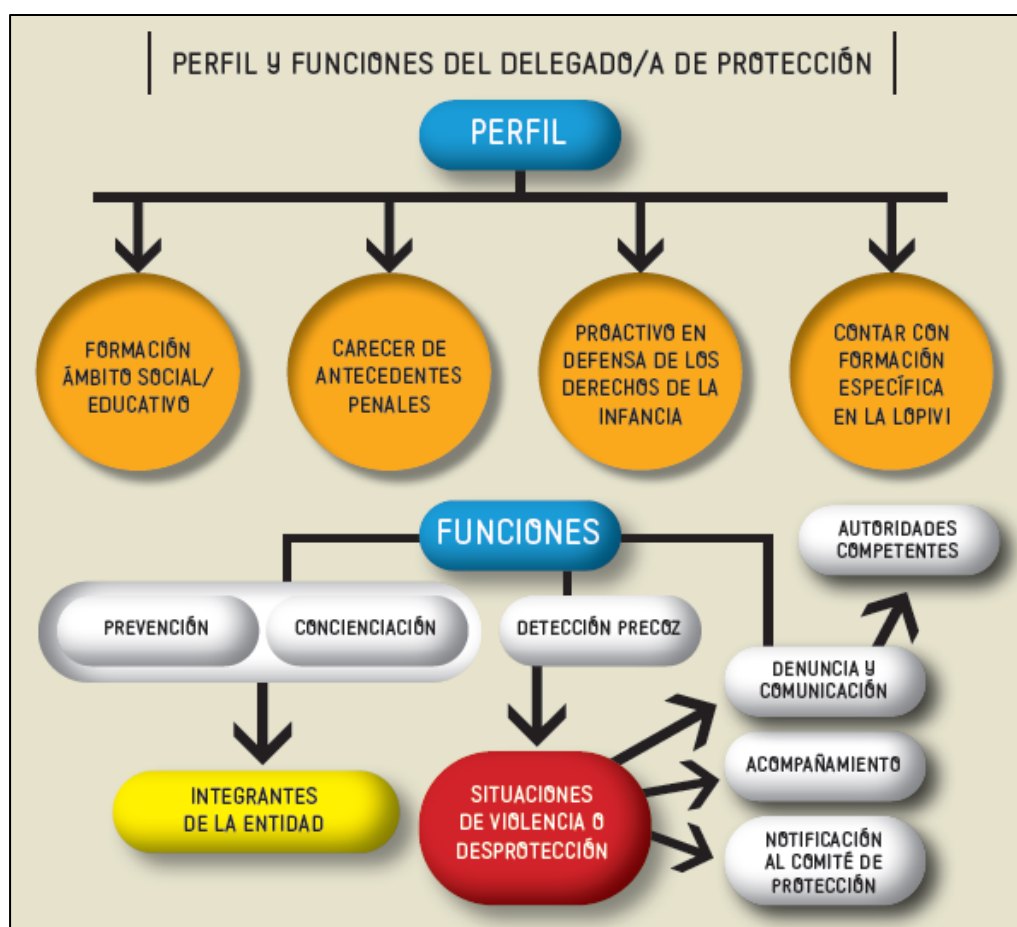 PERFIL Y FUNCIONES DEL DELEGADO/A DE PROTECCIÓN
PERFIL
FORMACIÓN
ÁMBITO SOCIAL/
EDUCATIVO
CARECER DE
ANTECEDENTES
PENALES
PROACTIVO EN
DEFENSA DE LOS
DERECHOS DE LA
INFANCIA
CONTAR CON
FORMACIÓN
ESPECÍFICA
EN LA LOPIVI
FUNCIONES
AUTORIDADES
COMPETENTES
PREVENCIÓN
CONCIENCIACIÓN
DETECCIÓN PRECOZ
DENUNCIA Y
COMUNICACIÓN
ACOMPAÑAMIENTO
INTEGRANTES
DE LA ENTIDAD
SITUACIONES
DE VIOLENCIA O
DESPROTECCIÓN
NOTIFICACIÓN
AL COMITÉ DE
PROTECCIÓN